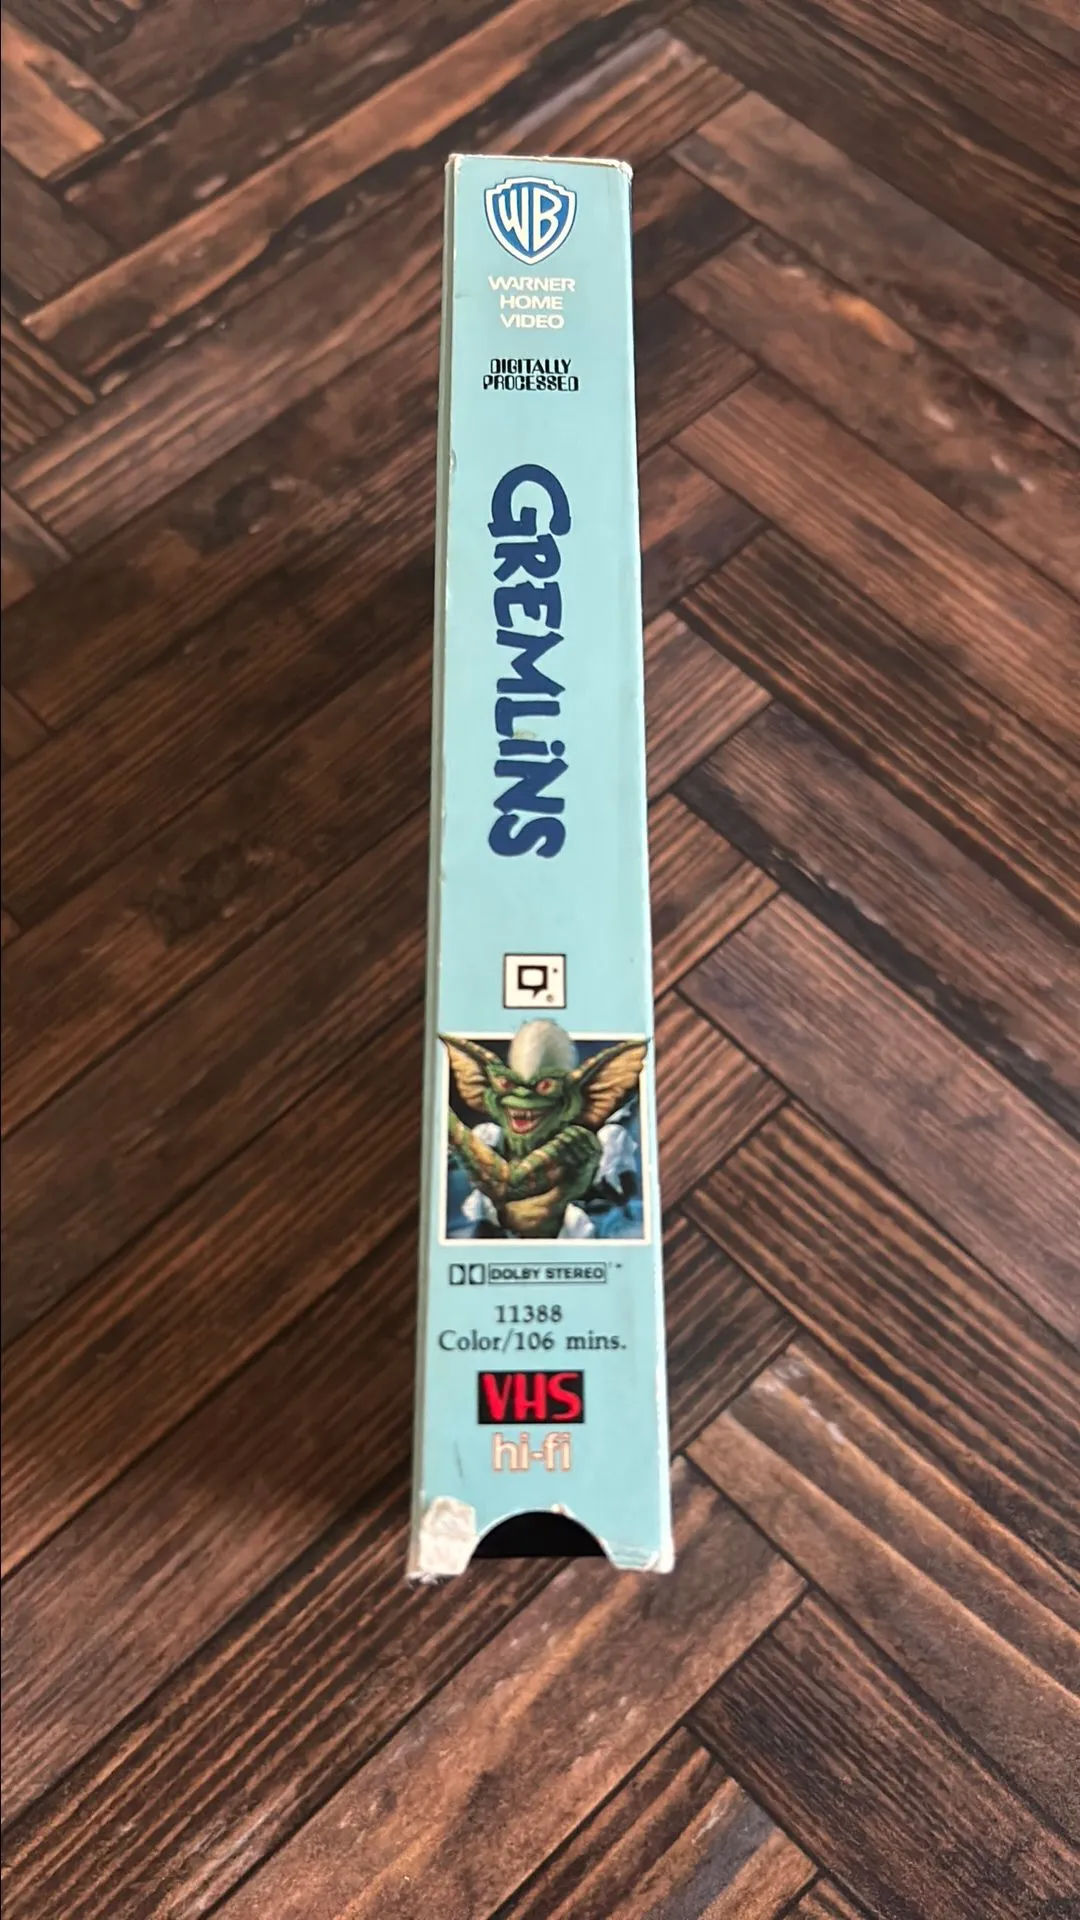 WB
WARNER
HOME
VIDEO
DIGITALLY
PROCESSED
GREMLiNS
DOLBY STEREO
11388
Color/106 mins.
VHS
hi-fi